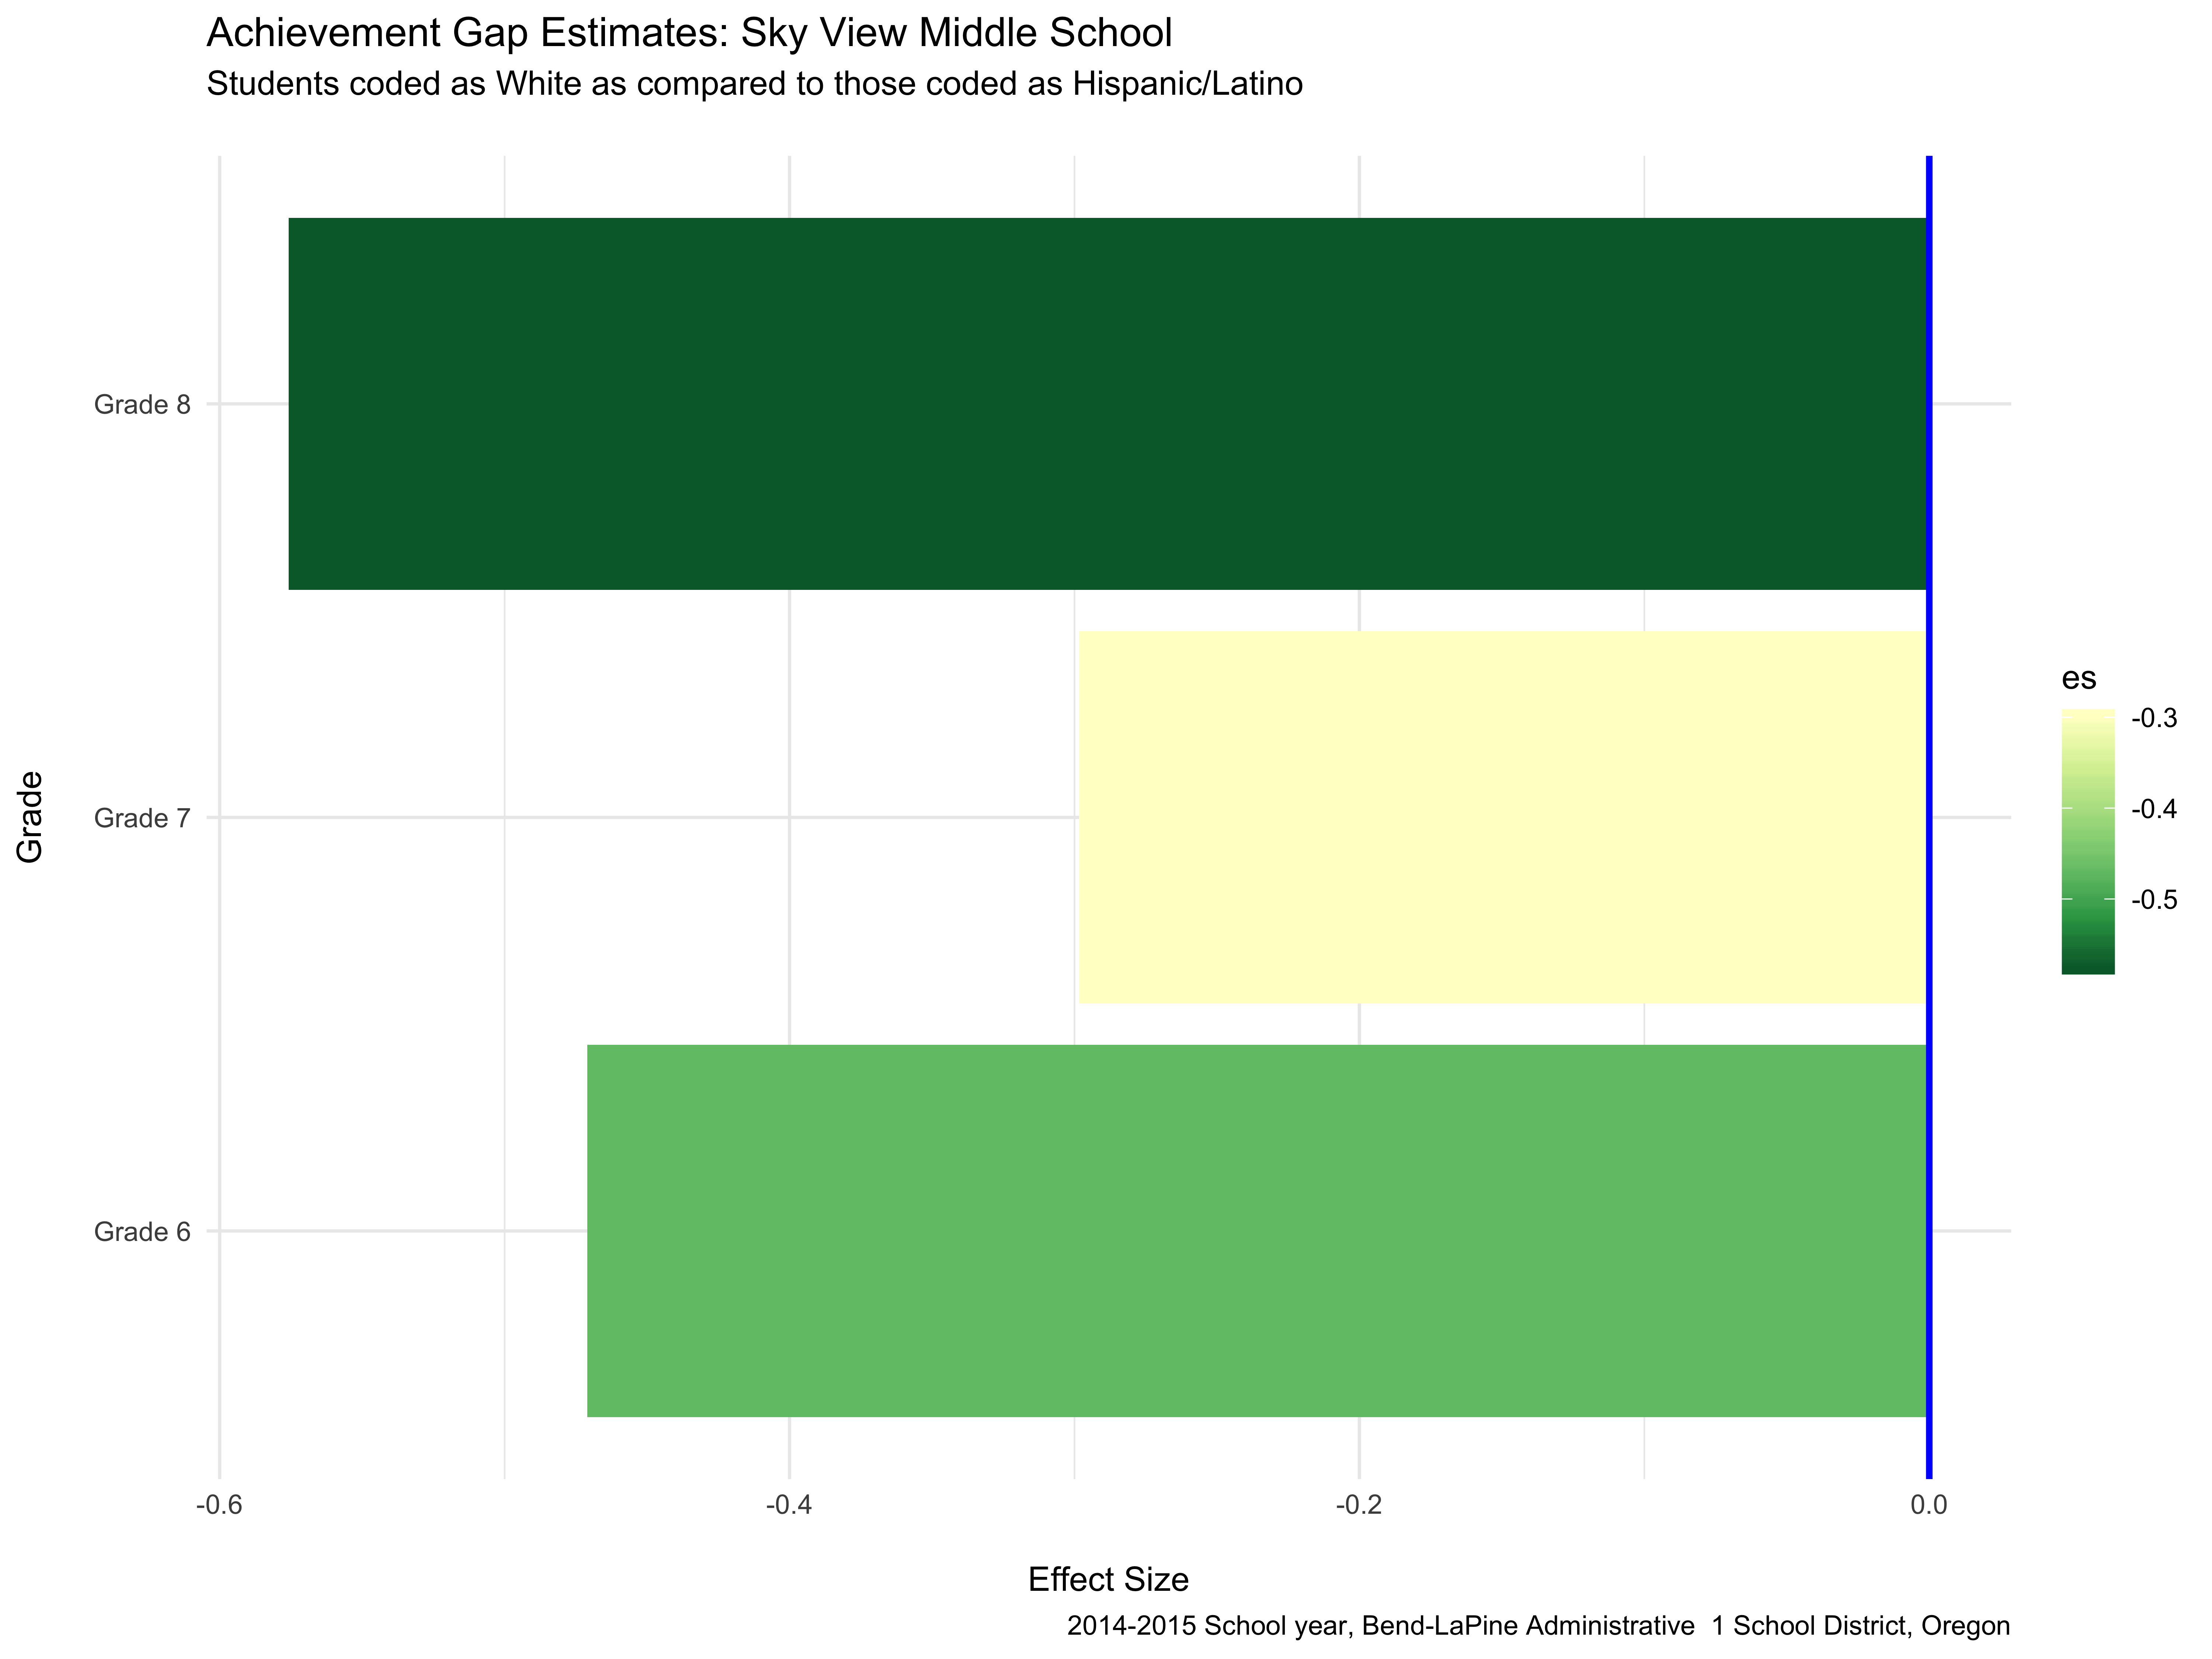 Achievement Gap Estimates: Sky View Middle School
Students coded as White as compared to those coded as Hispanic/Latino
Grade
Grade 8
Grade 7
Grade 6
es
-0.3
-0.4
-0.5
-0.6
-0.4
-0.2
0.0
Effect Size
2014-2015 School year, Bend-LaPine Administrative  1 School District, Oregon